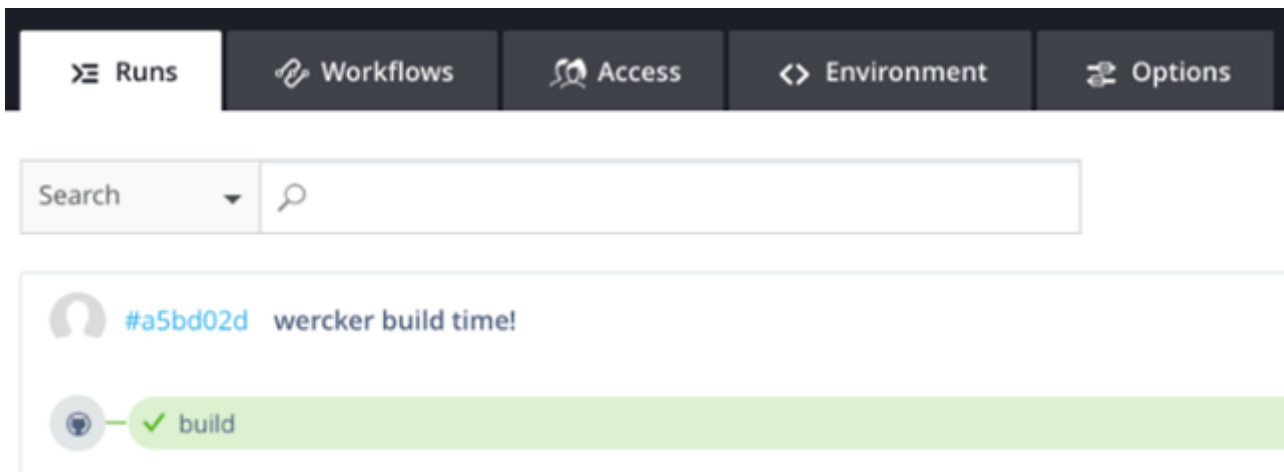 Runs Workflows Access Environment Options
Search
#a5bd02d wercker build time!
build